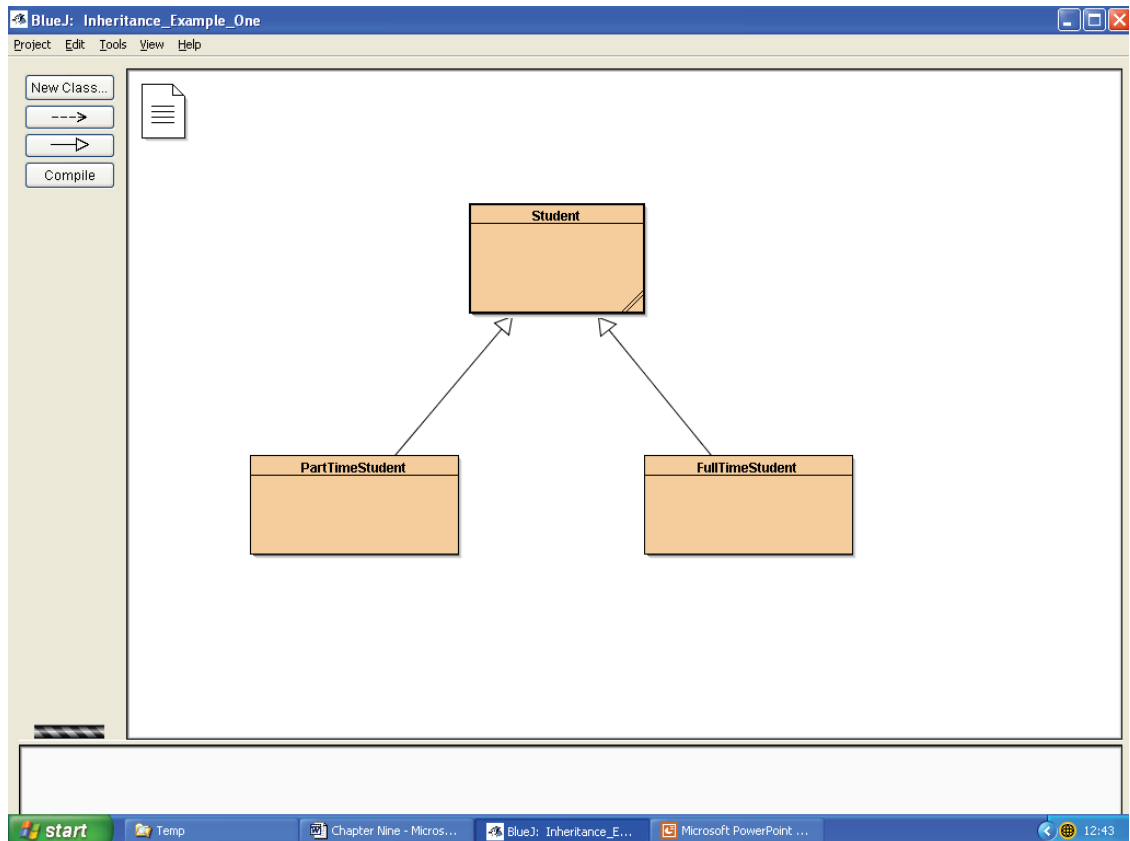 BlueJ: Inheritance_Example_One
Project Edit Tools View Help
New Class...
Compile
Student
PartTimeStudent
FullTimeStudent
start
Temp
Chapter Nine - Micros...
BlueJ: Inheritance_E...
Microsoft PowerPoint ...
12:43